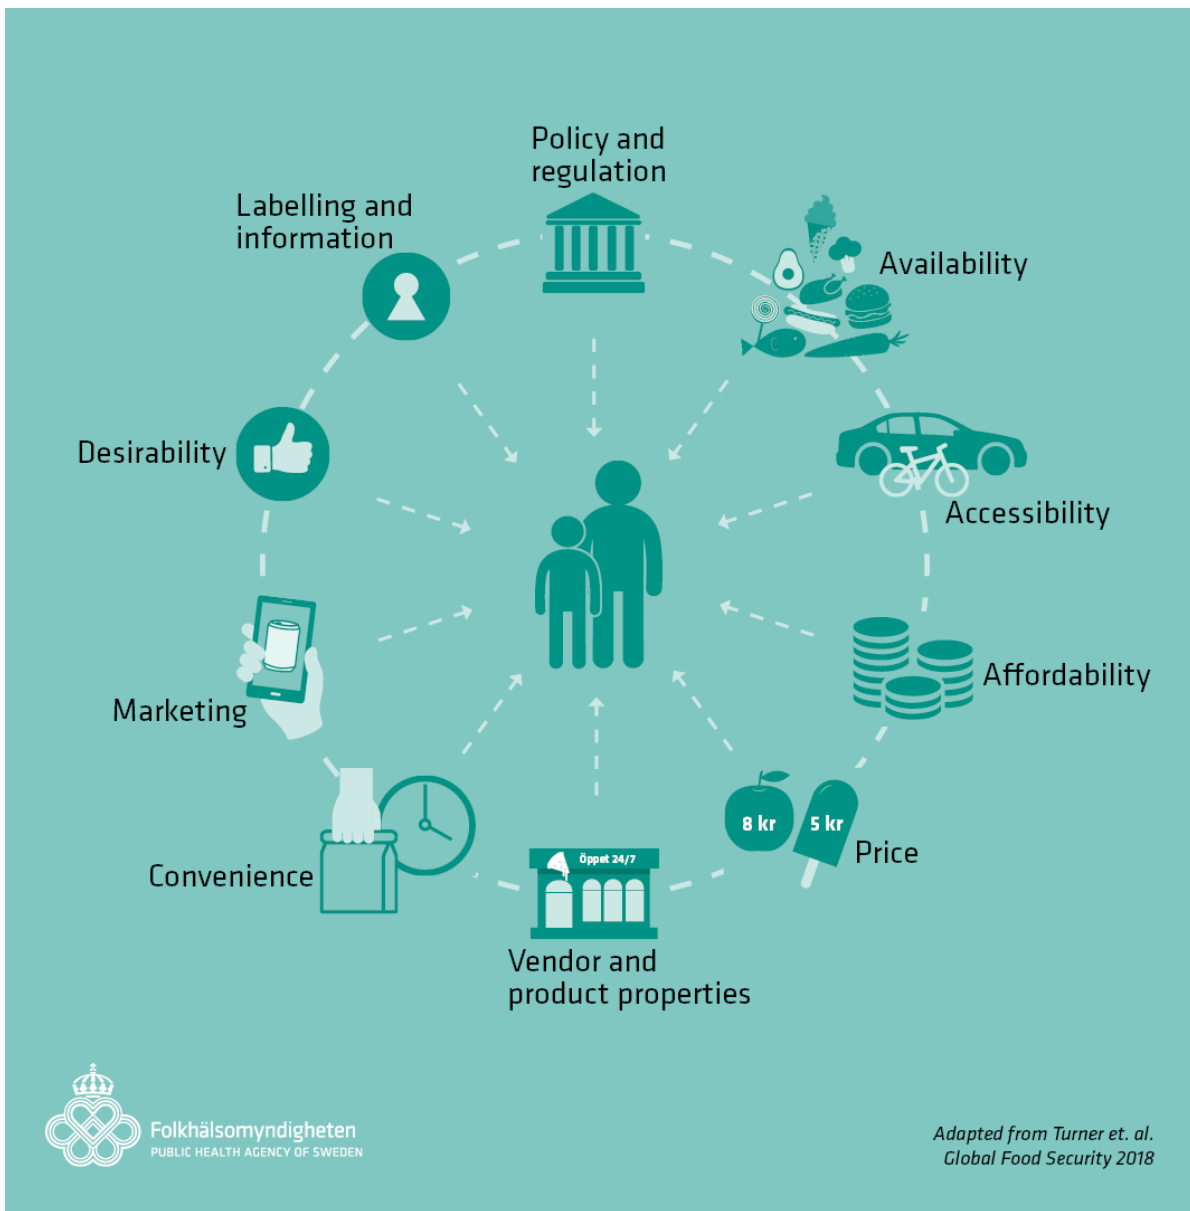 Policy and
regulation
Labelling and
information
Availability
Desirability
Accessibility
Affordability
Marketing
8 kr
5 kr
Price
Convenience
Öppet 24/7
Vendor and
product properties
Folkhälsomyndigheten
PUBLIC HEALTH AGENCY OF SWEDEN
Adapted from Turner et. al.
Global Food Security 2018